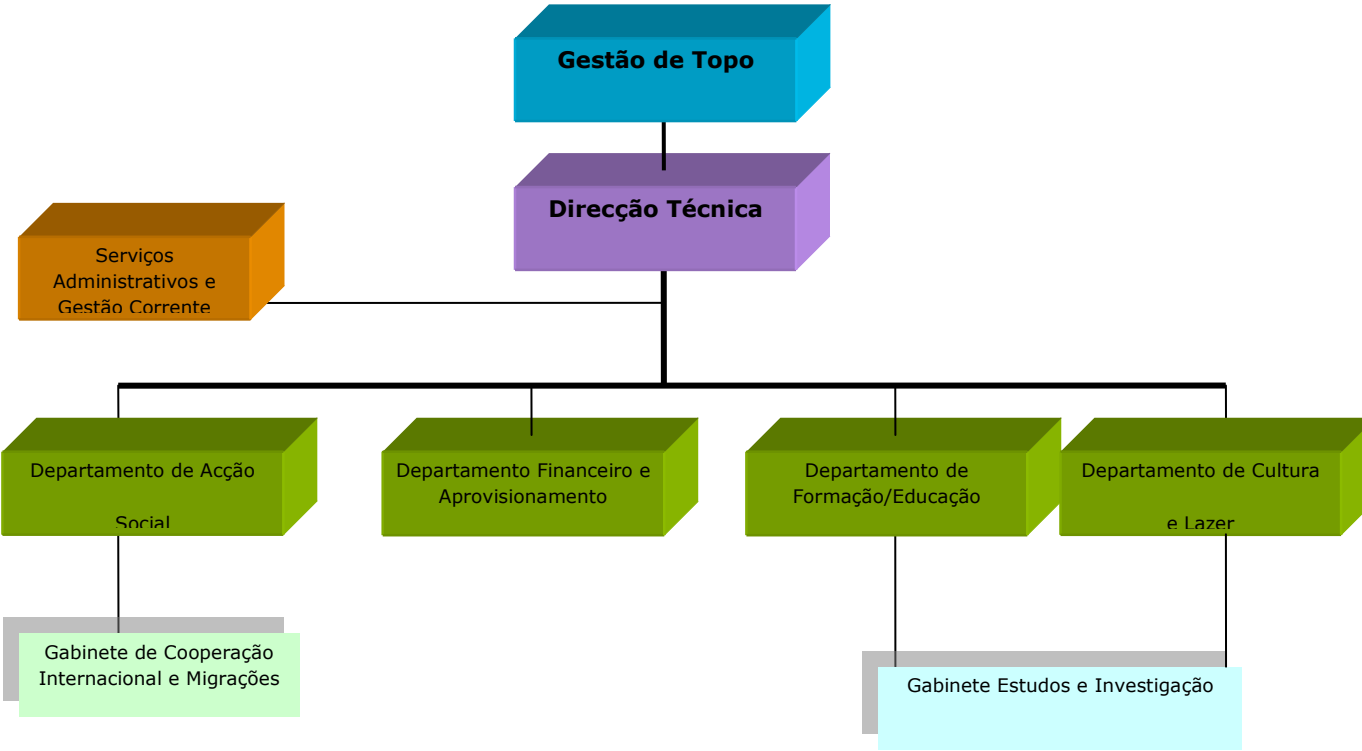 Gestão de Topo
Direcção Técnica
Serviços
Administrativos e
Gestão Corrente
Departamento de Acção
Social
Departamento Financeiro e
Aprovisionamento
Departamento de
Formação/Educação
Departamento de Cultura
e Lazer
Gabinete de Cooperação
Internacional e Migrações
Gabinete Estudos e Investigação